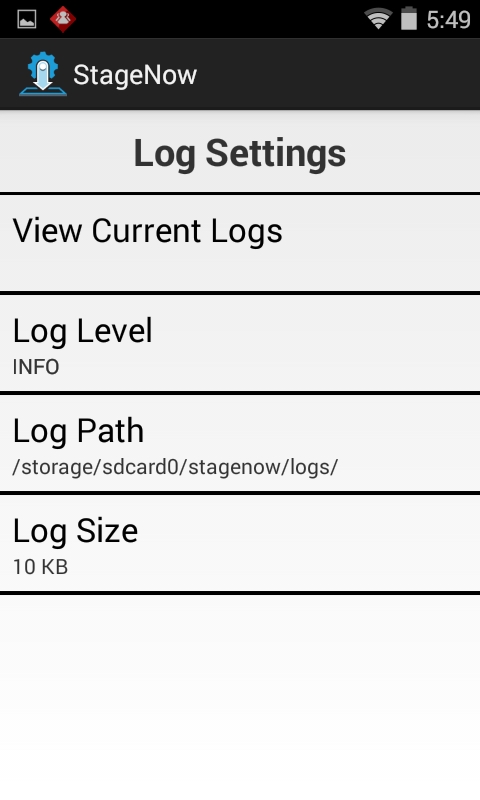 5:49
StageNow
Log Settings
View Current Logs
Log Level
INFO
Log Path
/storage/sdcard0/stagenow/logs/
Log Size
10 KB